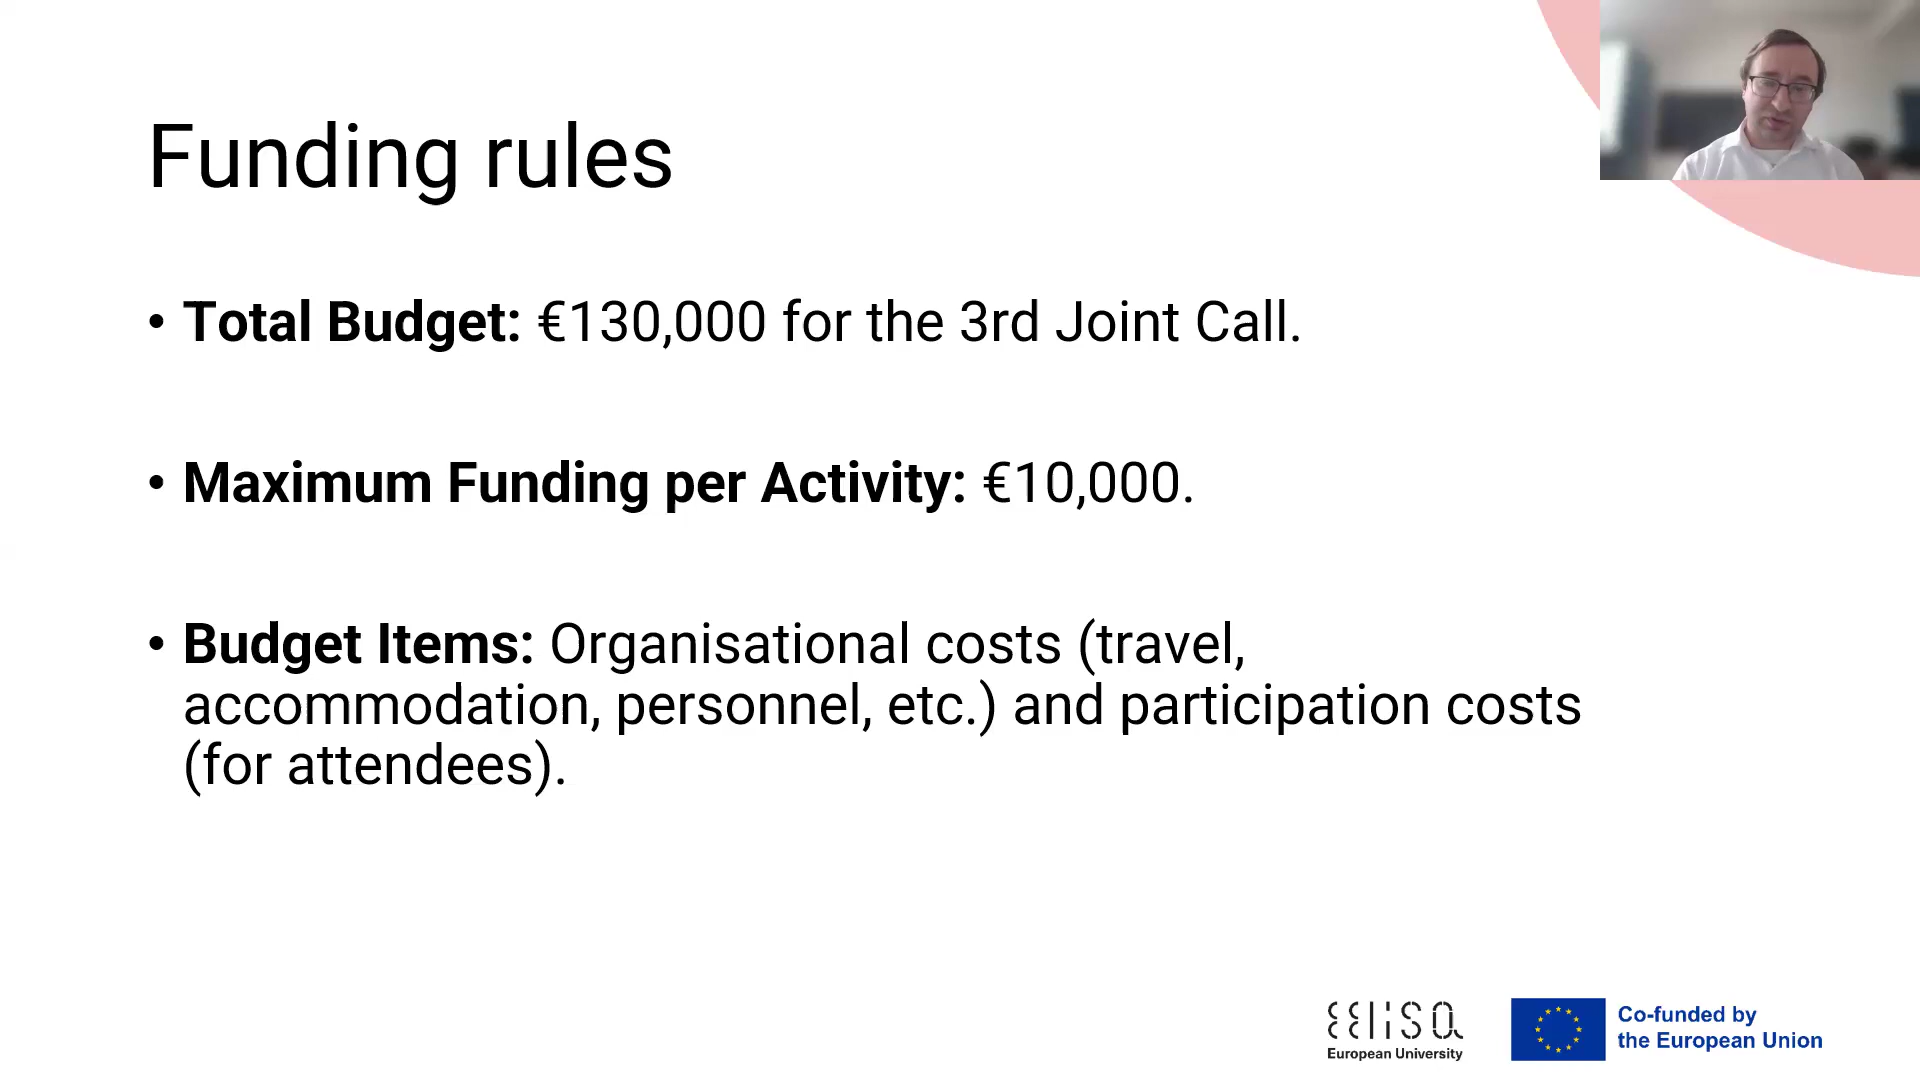 Funding rules
• Total Budget: €130,000 for the 3rd Joint Call.
• Maximum Funding per Activity: €10,000.
• Budget Items: Organisational costs (travel,
accommodation, personnel, etc.) and participation costs
(for attendees).
EELISA
European University
Co-funded by
the European Union